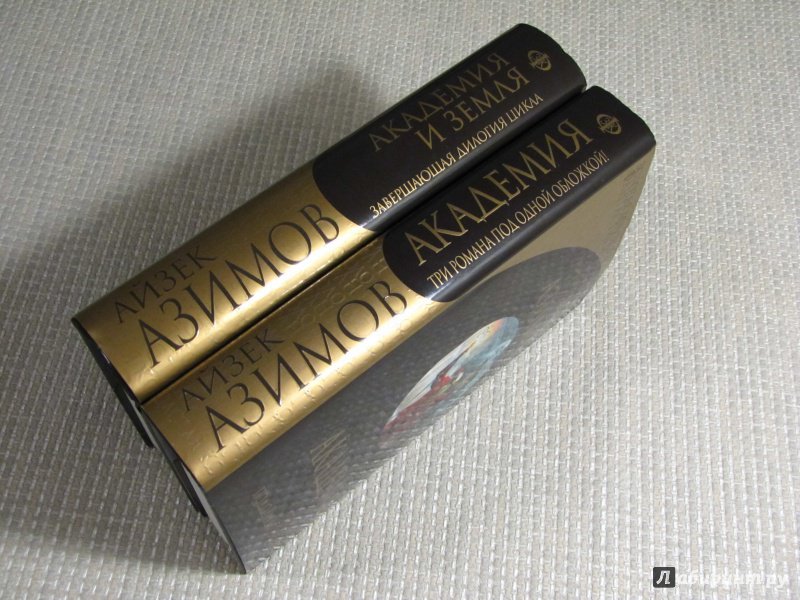 АЙЗЕК
АЗИМОВ
АКАДЕМИЯ
И ЗЕМЛЯ
ЗАВЕРШАЮЩАЯ ДИЛОГИЯ ЦИКЛА
АЙЗЕК
АЗИМОВ
АКАДЕМИЯ
ТРИ РОМАНА ПОД ОДНОЙ ОБЛОЖКОЙ!
Лабиринт.ру